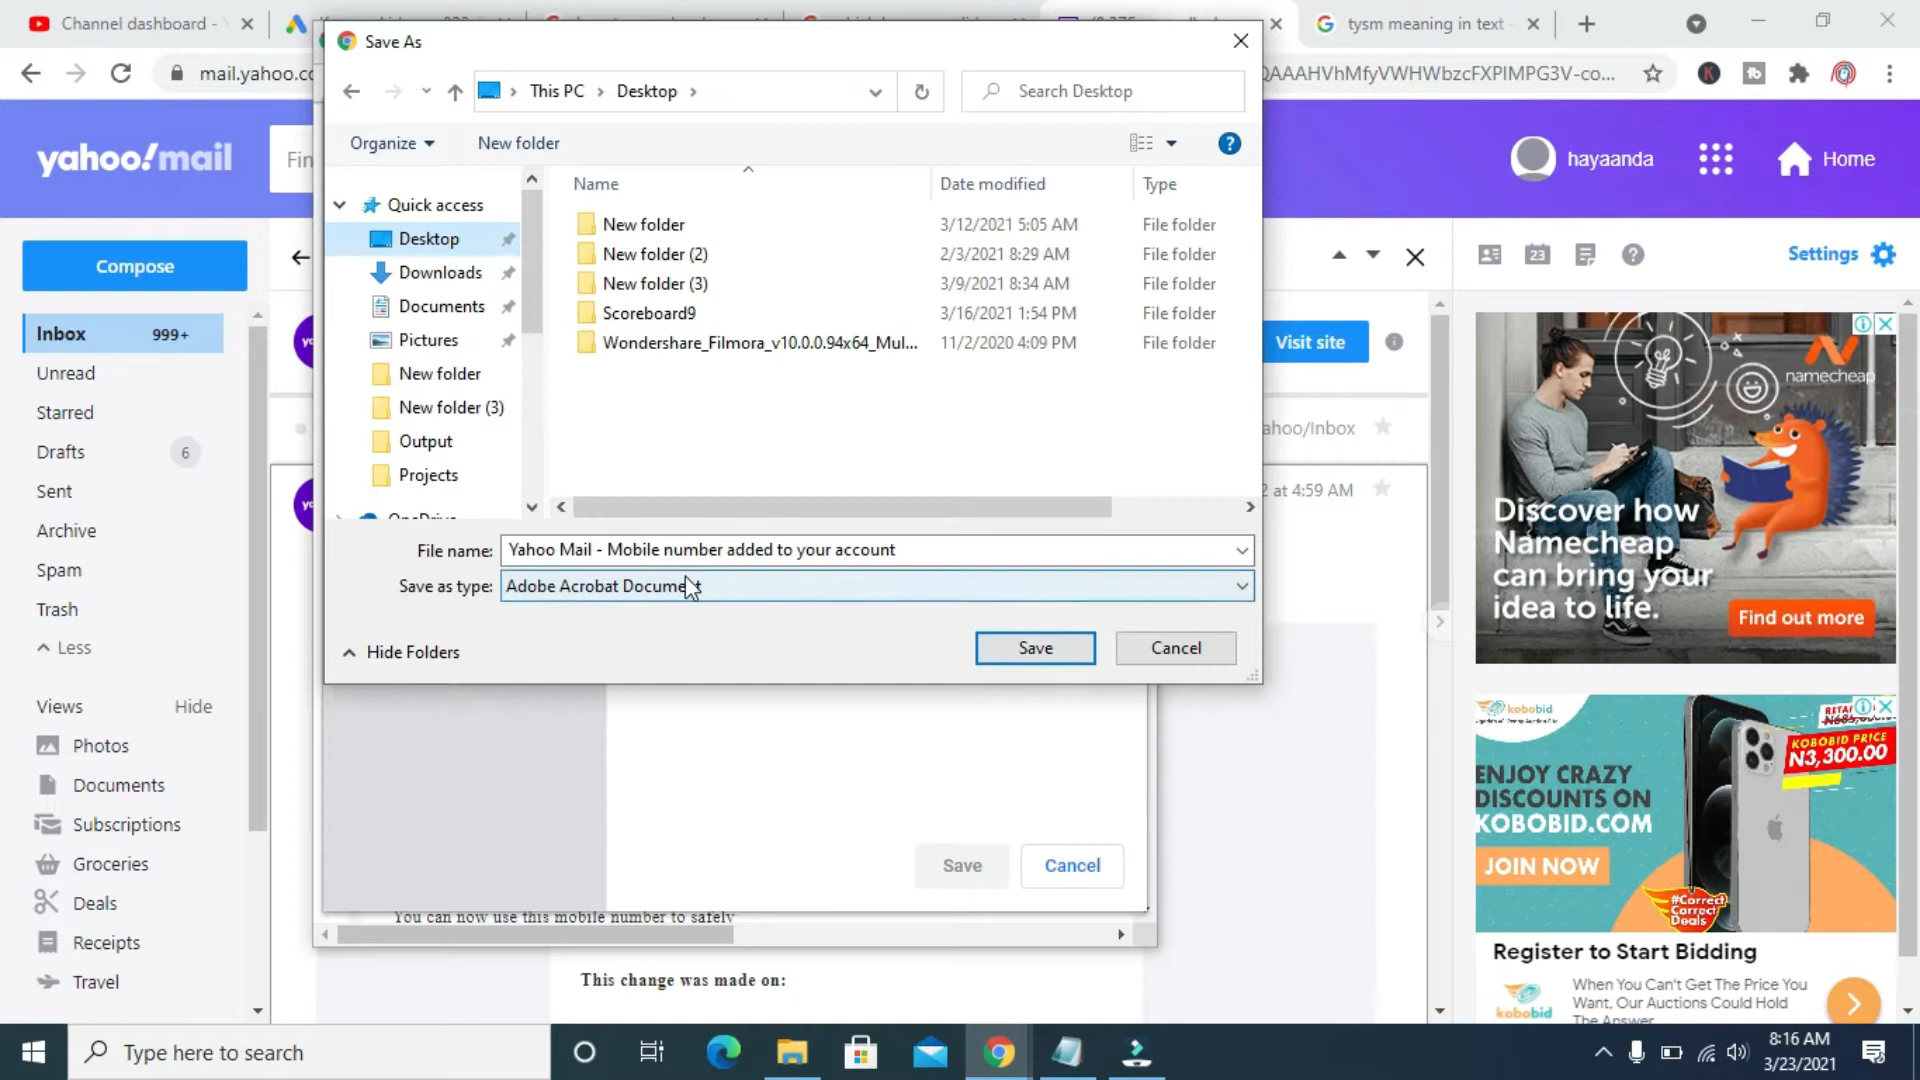 Channel dashboard -
tysm meaning in text
mail.yahoo.c
QAAAHVhMfyVWHWbzcFXPIMPG3V-co...
Save As
This PC > Desktop >
Search Desktop
Organize
New folder
Name
Date modified
Type
Quick access
Desktop
Downloads
Documents
Pictures
New folder
New folder (3)
Output
Projects
New folder 3/12/2021 5:05 AM File folder
New folder (2) 2/3/2021 8:29 AM File folder
New folder (3) 3/9/2021 8:34 AM File folder
Scoreboard9 3/16/2021 1:54 PM File folder
Wondershare_Filmora_v10.0.0.94x64_Mul... 11/2/2020 4:09 PM File folder
File name: Yahoo Mail - Mobile number added to your account
Save as type: Adobe Acrobat Document
Hide Folders
Save
Cancel
yahoo!mail
Fin
hayaanda
Home
Compose
Inbox 999+
Unread
Starred
Drafts 6
Sent
Archive
Spam
Trash
Less
Views Hide
Photos
Documents
Subscriptions
Groceries
Deals
Receipts
Travel
23
Settings
Visit site
ahoo/Inbox
2 at 4:59 AM
Save
Cancel
You can now use this mobile number to safely
This change was made on:
namecheap
Discover how
Namecheap
can bring your
idea to life.
Find out more
kobobid
KOBOBID PRICE
N3,300.00
ENJOY CRAZY
DISCOUNTS ON
KOBOBID.COM
JOIN NOW
#Correct
Correct
Deals
Register to Start Bidding
kobobid
When You Can't Get The Price You
Want, Our Auctions Could Hold
The Answer
Type here to search
8:16 AM
3/23/2021